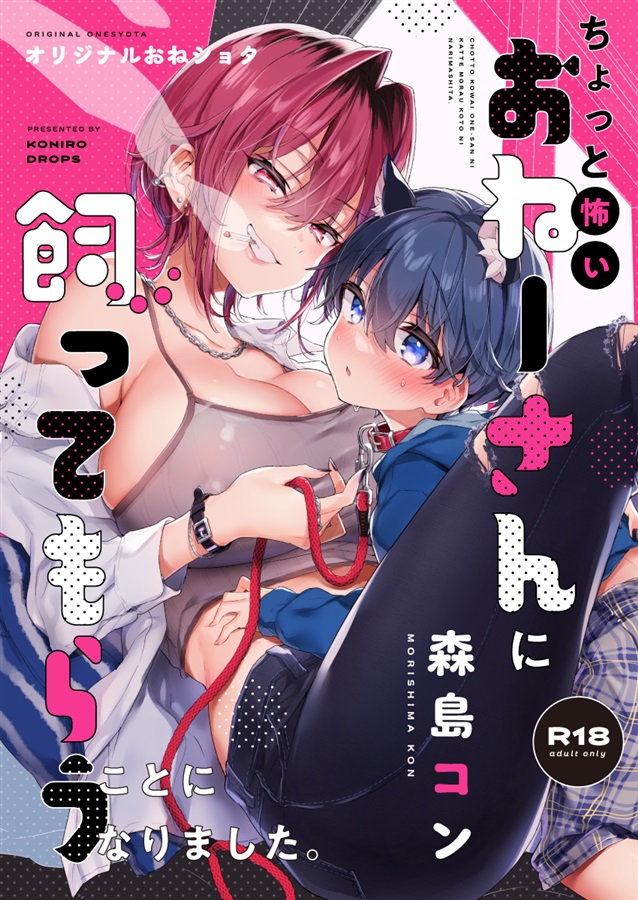 ORIGINAL ONESYOTA
オリジナルおねショタ
PRESENTED BY
KONIRO
DROPS
CHOTTO KOWAI ONE-SAN NI
KATTE MORAU KOTO NI
NARIMASHITA.
ちょっと怖い
おねーさんに
飼ってもらう
ことに
なりました。
森島コン
MORISHIMA KON
R18
adult only